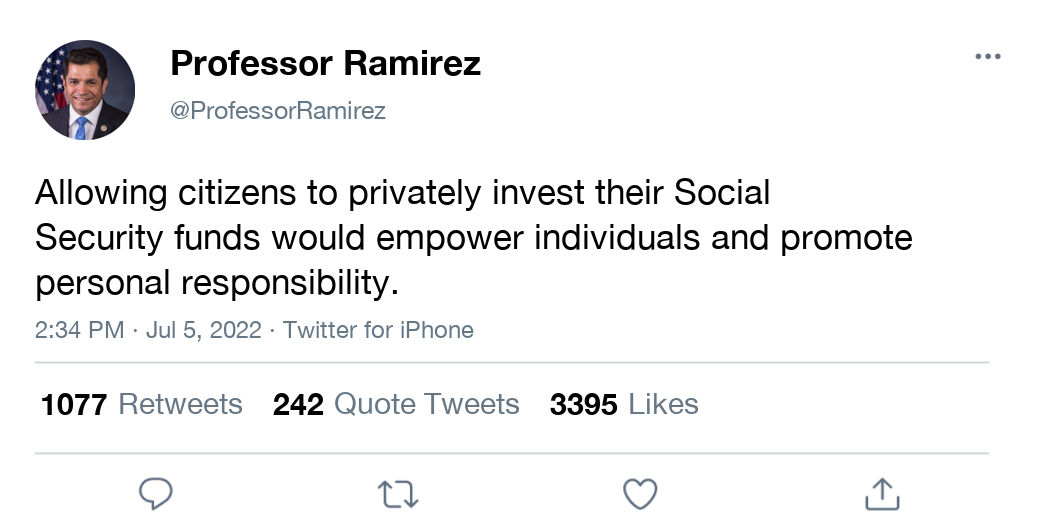 Professor Ramirez
@ProfessorRamirez
Allowing citizens to privately invest their Social
Security funds would empower individuals and promote
personal responsibility.
2:34 PM · Jul 5, 2022 · Twitter for iPhone
1077 Retweets 242 Quote Tweets 3395 Likes